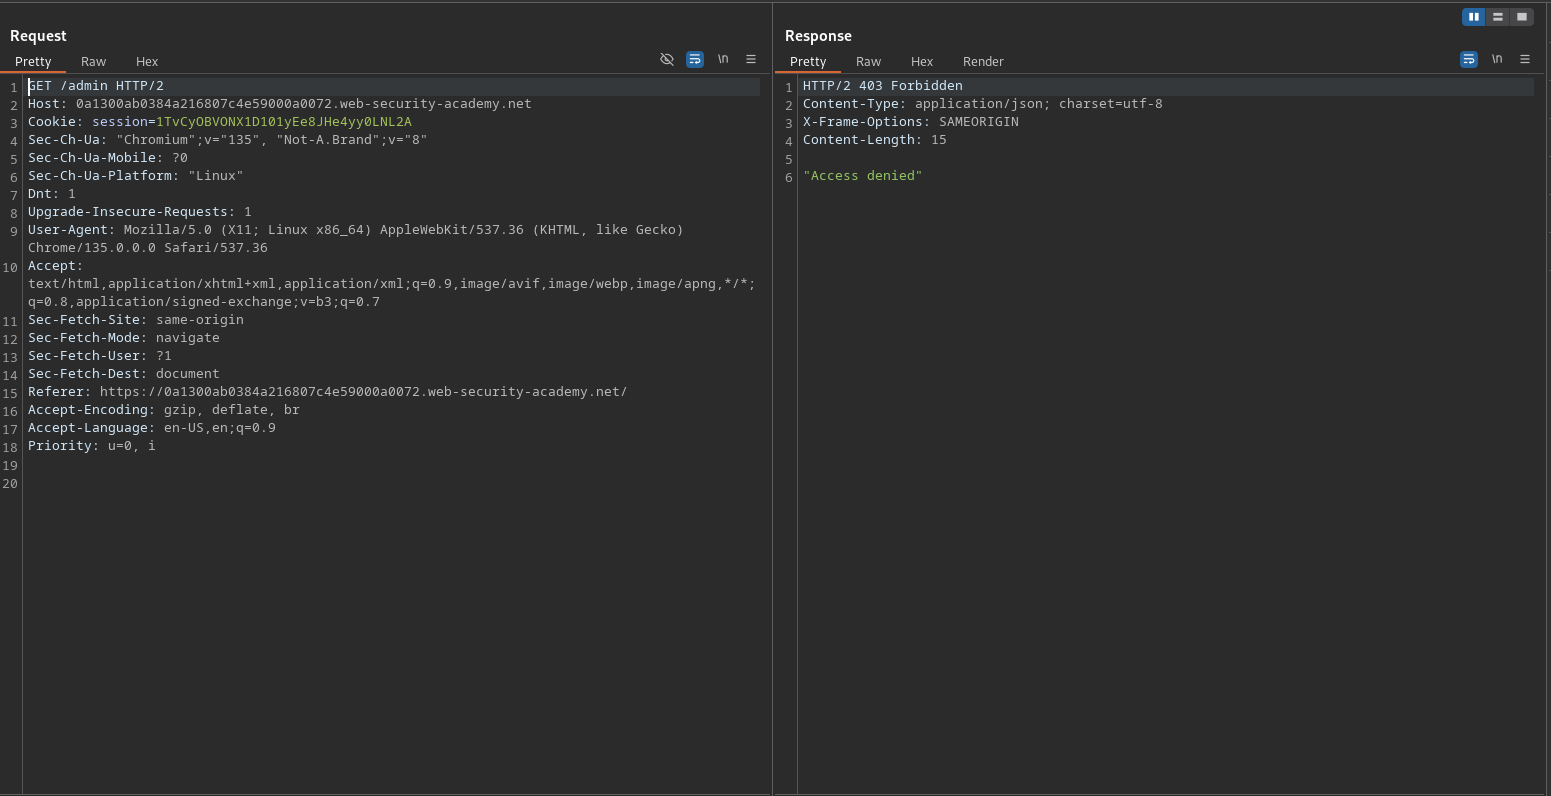 Request
Pretty Raw Hex
\n
1 GET /admin HTTP/2
2 Host: 0a1300ab0384a216807c4e59000a0072.web-security-academy.net
3 Cookie: session=1TvCyOBVONX1D101yEe8JHe4yy0LNL2A
4 Sec-Ch-Ua: "Chromium";v="135", "Not-A.Brand";v="8"
5 Sec-Ch-Ua-Mobile: ?0
6 Sec-Ch-Ua-Platform: "Linux"
7 Dnt: 1
8 Upgrade-Insecure-Requests: 1
9 User-Agent: Mozilla/5.0 (X11; Linux x86_64) AppleWebKit/537.36 (KHTML, like Gecko)
Chrome/135.0.0.0 Safari/537.36
10 Accept:
text/html,application/xhtml+xml,application/xml;q=0.9,image/avif,image/webp,image/apng,*/*;
q=0.8,application/signed-exchange;v=b3;q=0.7
11 Sec-Fetch-Site: same-origin
12 Sec-Fetch-Mode: navigate
13 Sec-Fetch-User: ?1
14 Sec-Fetch-Dest: document
15 Referer: https://0a1300ab0384a216807c4e59000a0072.web-security-academy.net/
16 Accept-Encoding: gzip, deflate, br
17 Accept-Language: en-US,en;q=0.9
18 Priority: u=0, i
19
20
Response
Pretty Raw Hex Render
\n
1 HTTP/2 403 Forbidden
2 Content-Type: application/json; charset=utf-8
3 X-Frame-Options: SAMEORIGIN
4 Content-Length: 15
5
6 "Access denied"